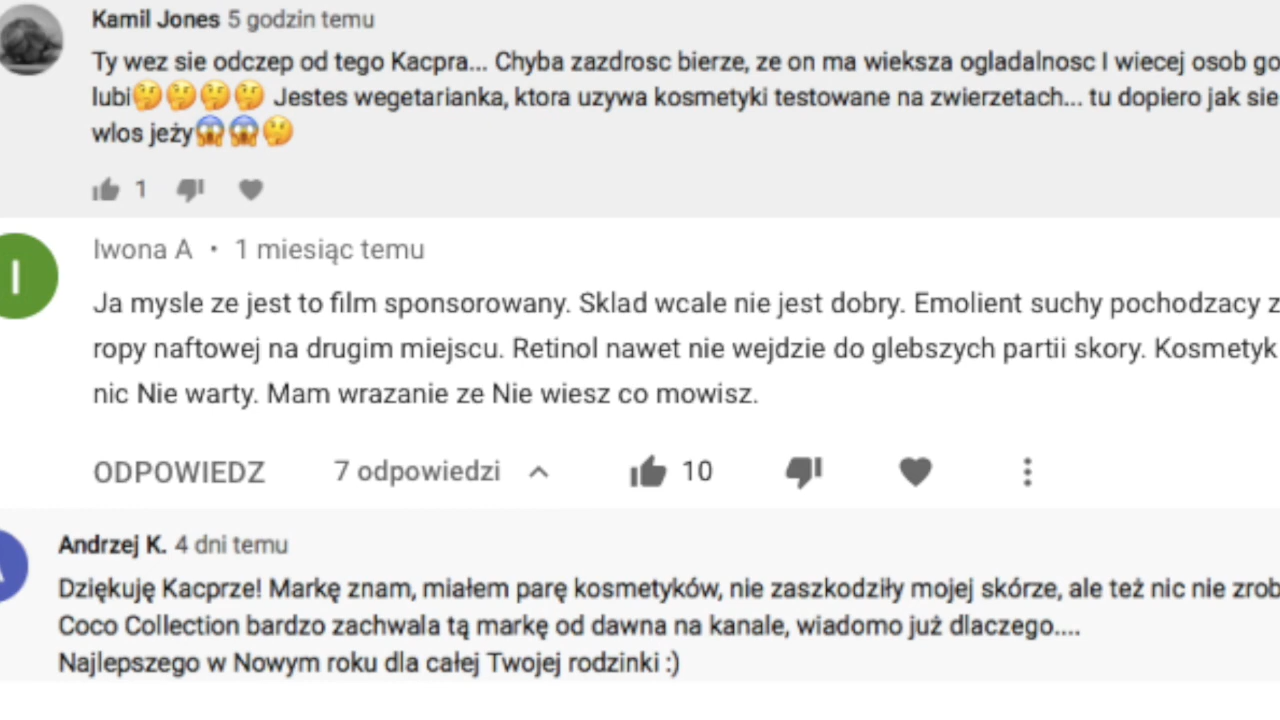 Kamil Jones 5 godzin temu
Ty wez sie odczep od tego Kacpra... Chyba zazdrosc bierze, ze on ma wieksza ogladalnosc I wiecej osob go
lubi🤔🤔🤔🤔 Jestes wegetarianka, ktora uzywa kosmetyki testowane na zwierzetach... tu dopiero jak sie
wlos jeży😱😱🤔
1
I
Iwona A • 1 miesiąc temu
Ja mysle ze jest to film sponsorowany. Sklad wcale nie jest dobry. Emolient suchy pochodzacy z
ropy naftowej na drugim miejscu. Retinol nawet nie wejdzie do glebszych partii skory. Kosmetyk
nic Nie warty. Mam wrazanie ze Nie wiesz co mowisz.
ODPOWIEDZ 7 odpowiedzi 10
Andrzej K. 4 dni temu
Dziękuję Kacprze! Markę znam, miałem parę kosmetyków, nie zaszkodziły mojej skórze, ale też nic nie zrob
Coco Collection bardzo zachwala tą markę od dawna na kanale, wiadomo już dlaczego....
Najlepszego w Nowym roku dla całej Twojej rodzinki :)